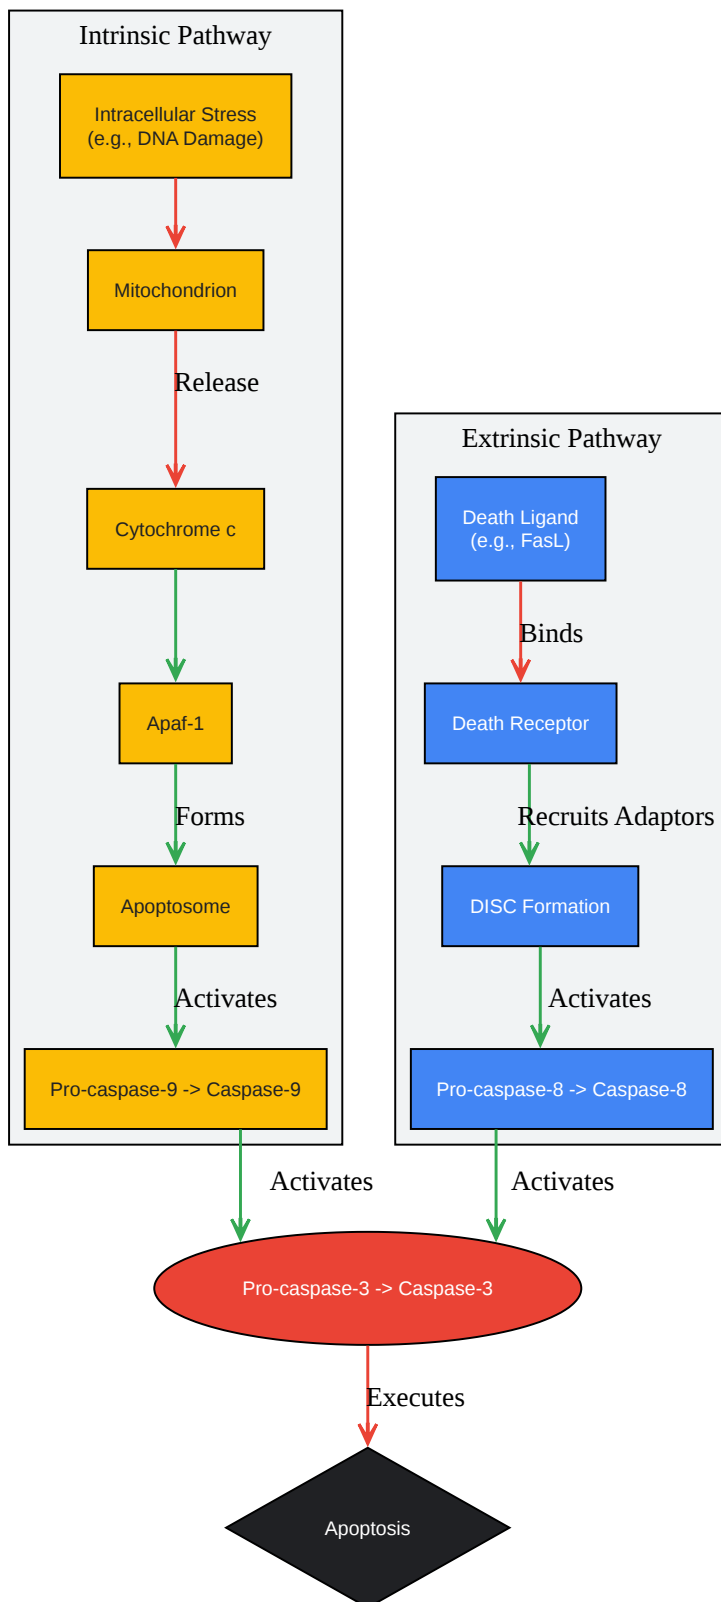 Intrinsic Pathway
Intracellular Stress
(e.g., DNA Damage)
Mitochondrion
Release
Cytochrome c
Apaf-1
Forms
Apoptosome
Activates
Pro-caspase-9 -> Caspase-9
Activates
Extrinsic Pathway
Death Ligand
(e.g., FasL)
Binds
Death Receptor
Recruits Adaptors
DISC Formation
Activates
Pro-caspase-8 -> Caspase-8
Activates
Pro-caspase-3 -> Caspase-3
Executes
Apoptosis